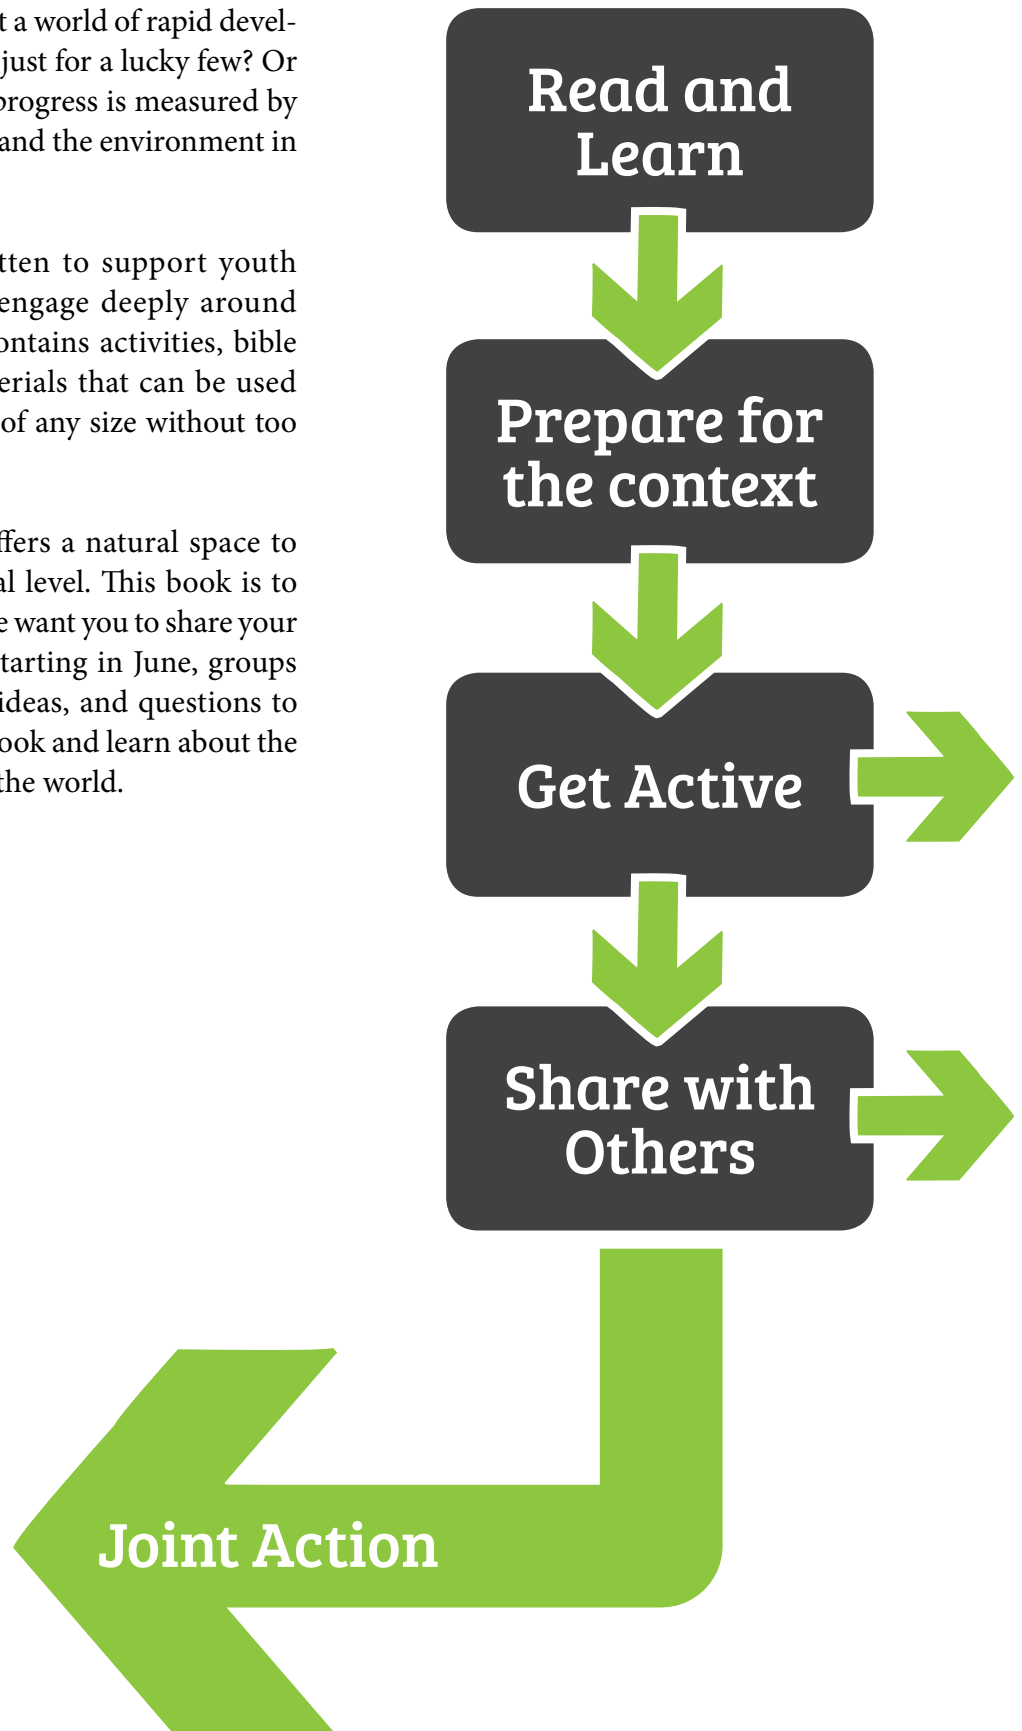 t a world of rapid devel-
just for a lucky few? Or
progress is measured by
and the environment in
tten to support youth
engage deeply around
ontains activities, bible
erials that can be used
of any size without too
ffers a natural space to
al level. This book is to
e want you to share your
tarting in June, groups
ideas, and questions to
ook and learn about the
the world.
Read and
Learn
Prepare for
the context
Get Active
Share with
Others
Joint Action